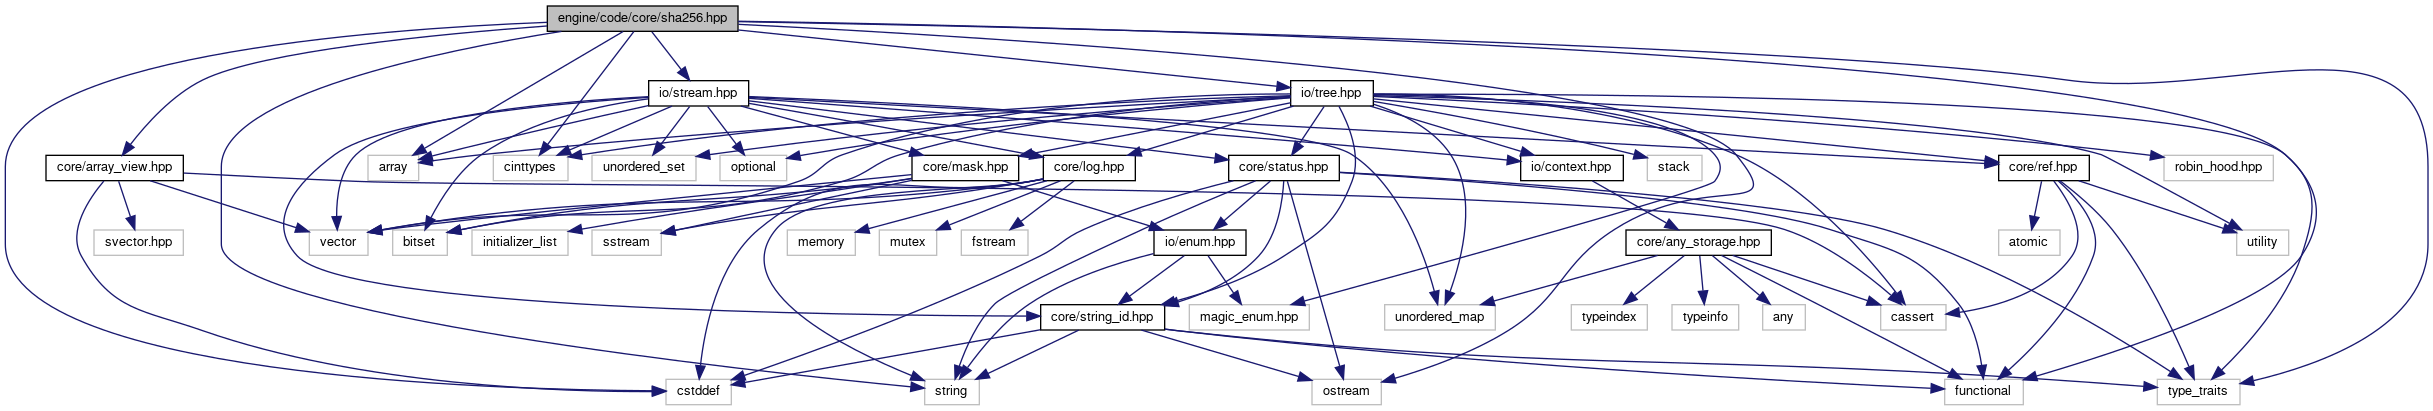 engine/code/core/sha256.hpp
io/stream.hpp
io/tree.hpp
core/array_view.hpp
array
cinttypes
unordered_set
optional
core/mask.hpp
core/log.hpp
core/status.hpp
io/context.hpp
stack
core/ref.hpp
robin_hood.hpp
svector.hpp
vector
bitset
initializer_list
sstream
memory
mutex
fstream
io/enum.hpp
core/any_storage.hpp
atomic
utility
core/string_id.hpp
magic_enum.hpp
unordered_map
typeindex
typeinfo
any
cassert
cstddef
string
ostream
functional
type_traits